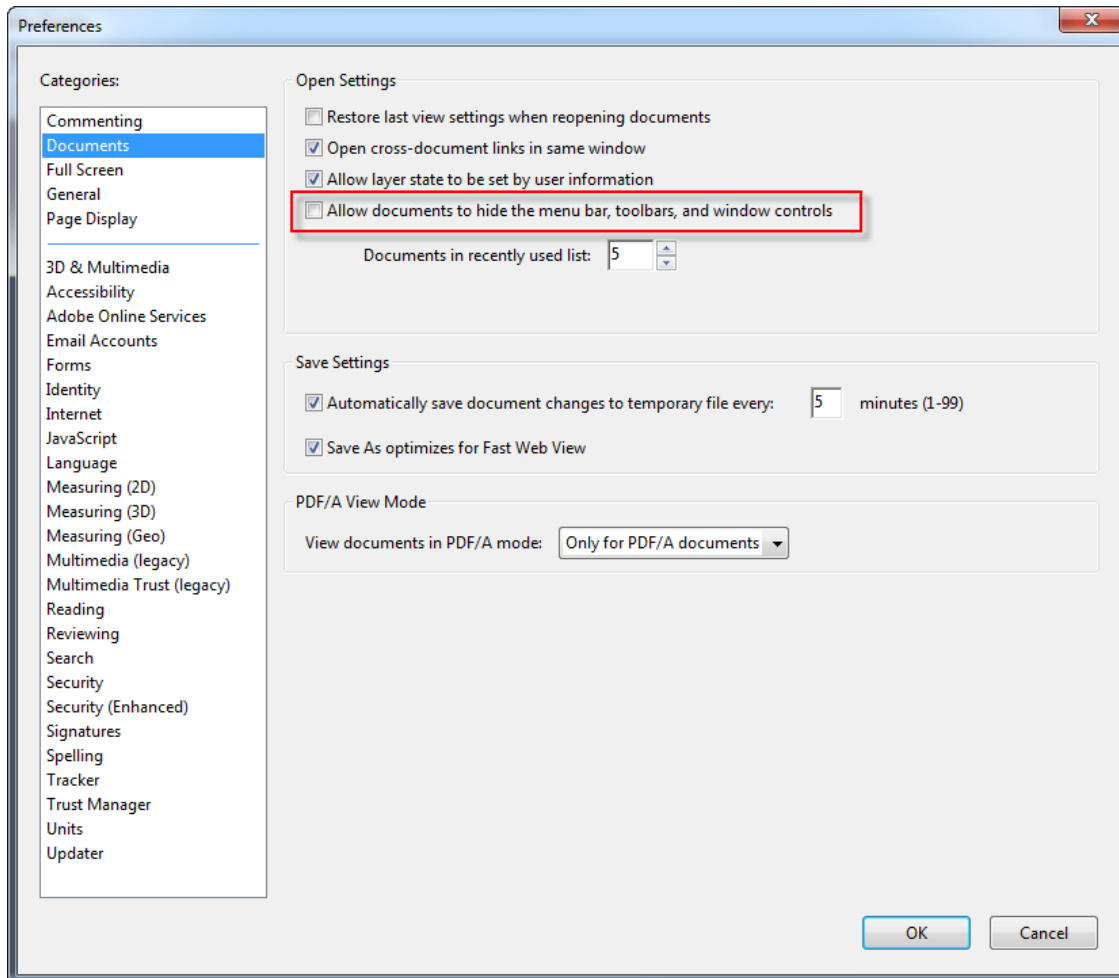 Preferences
Categories:
Commenting
Documents
Full Screen
General
Page Display
3D & Multimedia
Accessibility
Adobe Online Services
Email Accounts
Forms
Identity
Internet
JavaScript
Language
Measuring (2D)
Measuring (3D)
Measuring (Geo)
Multimedia (legacy)
Multimedia Trust (legacy)
Reading
Reviewing
Search
Security
Security (Enhanced)
Signatures
Spelling
Tracker
Trust Manager
Units
Updater
Open Settings
Restore last view settings when reopening documents
Open cross-document links in same window
Allow layer state to be set by user information
Allow documents to hide the menu bar, toolbars, and window controls
Documents in recently used list: 5
Save Settings
Automatically save document changes to temporary file every: 5 minutes (1-99)
Save As optimizes for Fast Web View
PDF/A View Mode
View documents in PDF/A mode: Only for PDF/A documents
OK Cancel